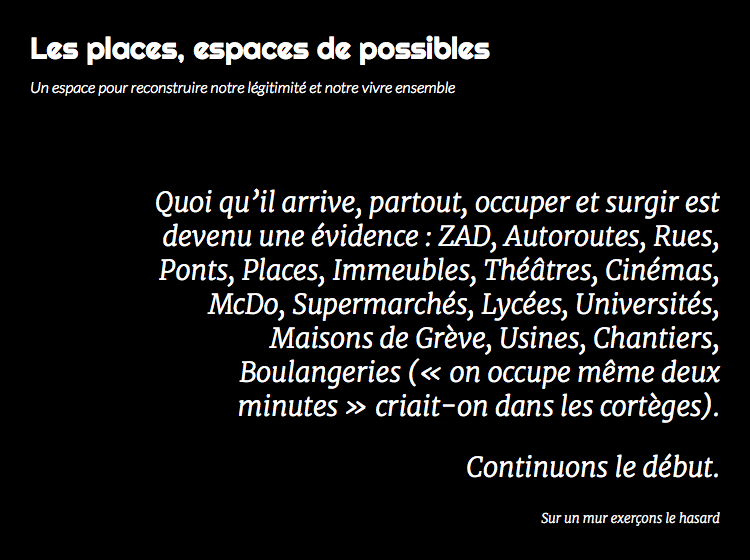 Les places, espaces de possibles
Un espace pour reconstruire notre légitimité et notre vivre ensemble
Quoi qu’il arrive, partout, occuper et surgir est
devenu une évidence : ZAD, Autoroutes, Rues,
Ponts, Places, Immeubles, Théâtres, Cinémas,
McDo, Supermarchés, Lycées, Universités,
Maisons de Grève, Usines, Chantiers,
Boulangeries (« on occupe même deux
minutes » criait-on dans les cortèges).
Continuons le début.
Sur un mur exerçons le hasard